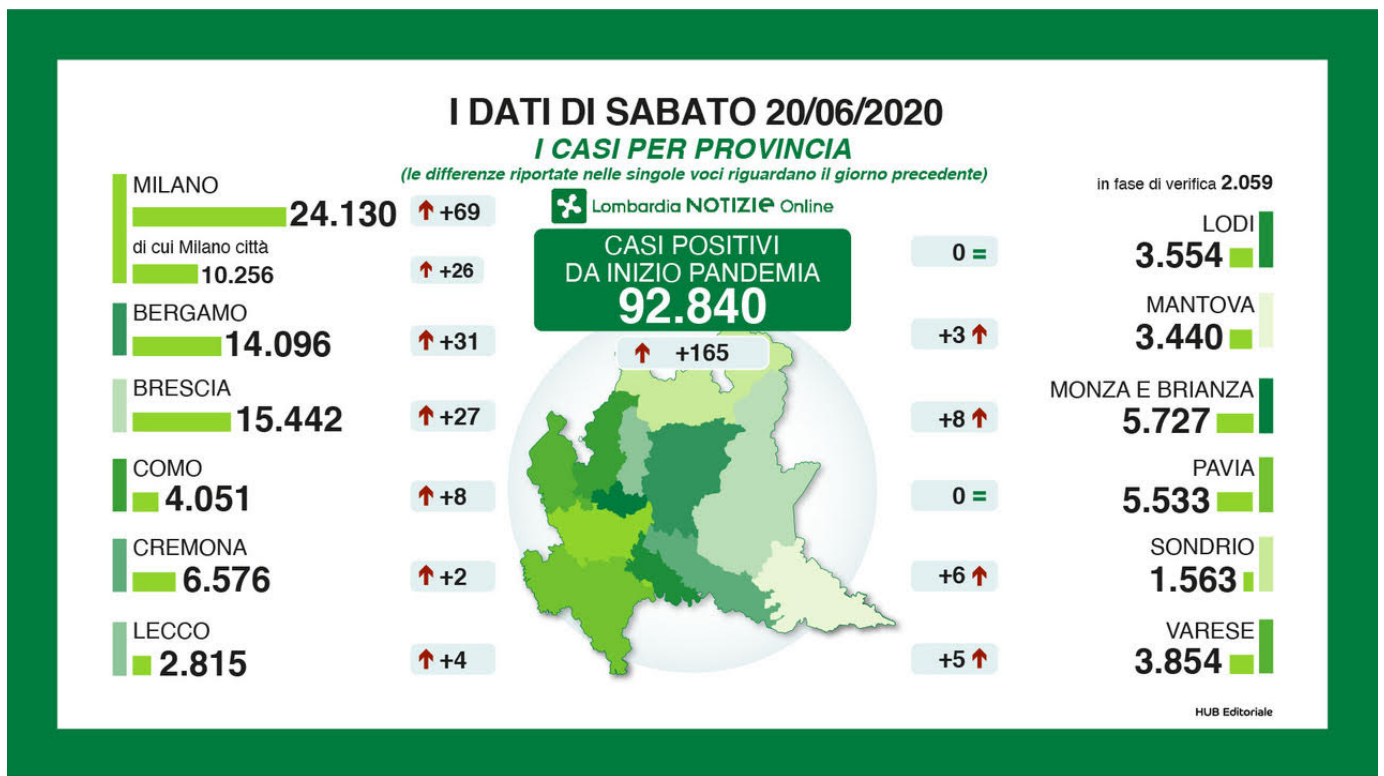 I DATI DI SABATO 20/06/2020
I CASI PER PROVINCIA
(le differenze riportate nelle singole voci riguardano il giorno precedente)
Lombardia NOTIZIe Online
CASI POSITIVI
DA INIZIO PANDEMIA
92.840
+165
MILANO
24.130 +69
di cui Milano città
10.256 +26
BERGAMO
14.096 +31
BRESCIA
15.442 +27
COMO
4.051 +8
CREMONA
6.576 +2
LECCO
2.815 +4
in fase di verifica 2.059
LODI
0 = 3.554
MANTOVA
+3 3.440
MONZA E BRIANZA
+8 5.727
PAVIA
0 = 5.533
SONDRIO
+6 1.563
VARESE
+5 3.854
HUB Editoriale